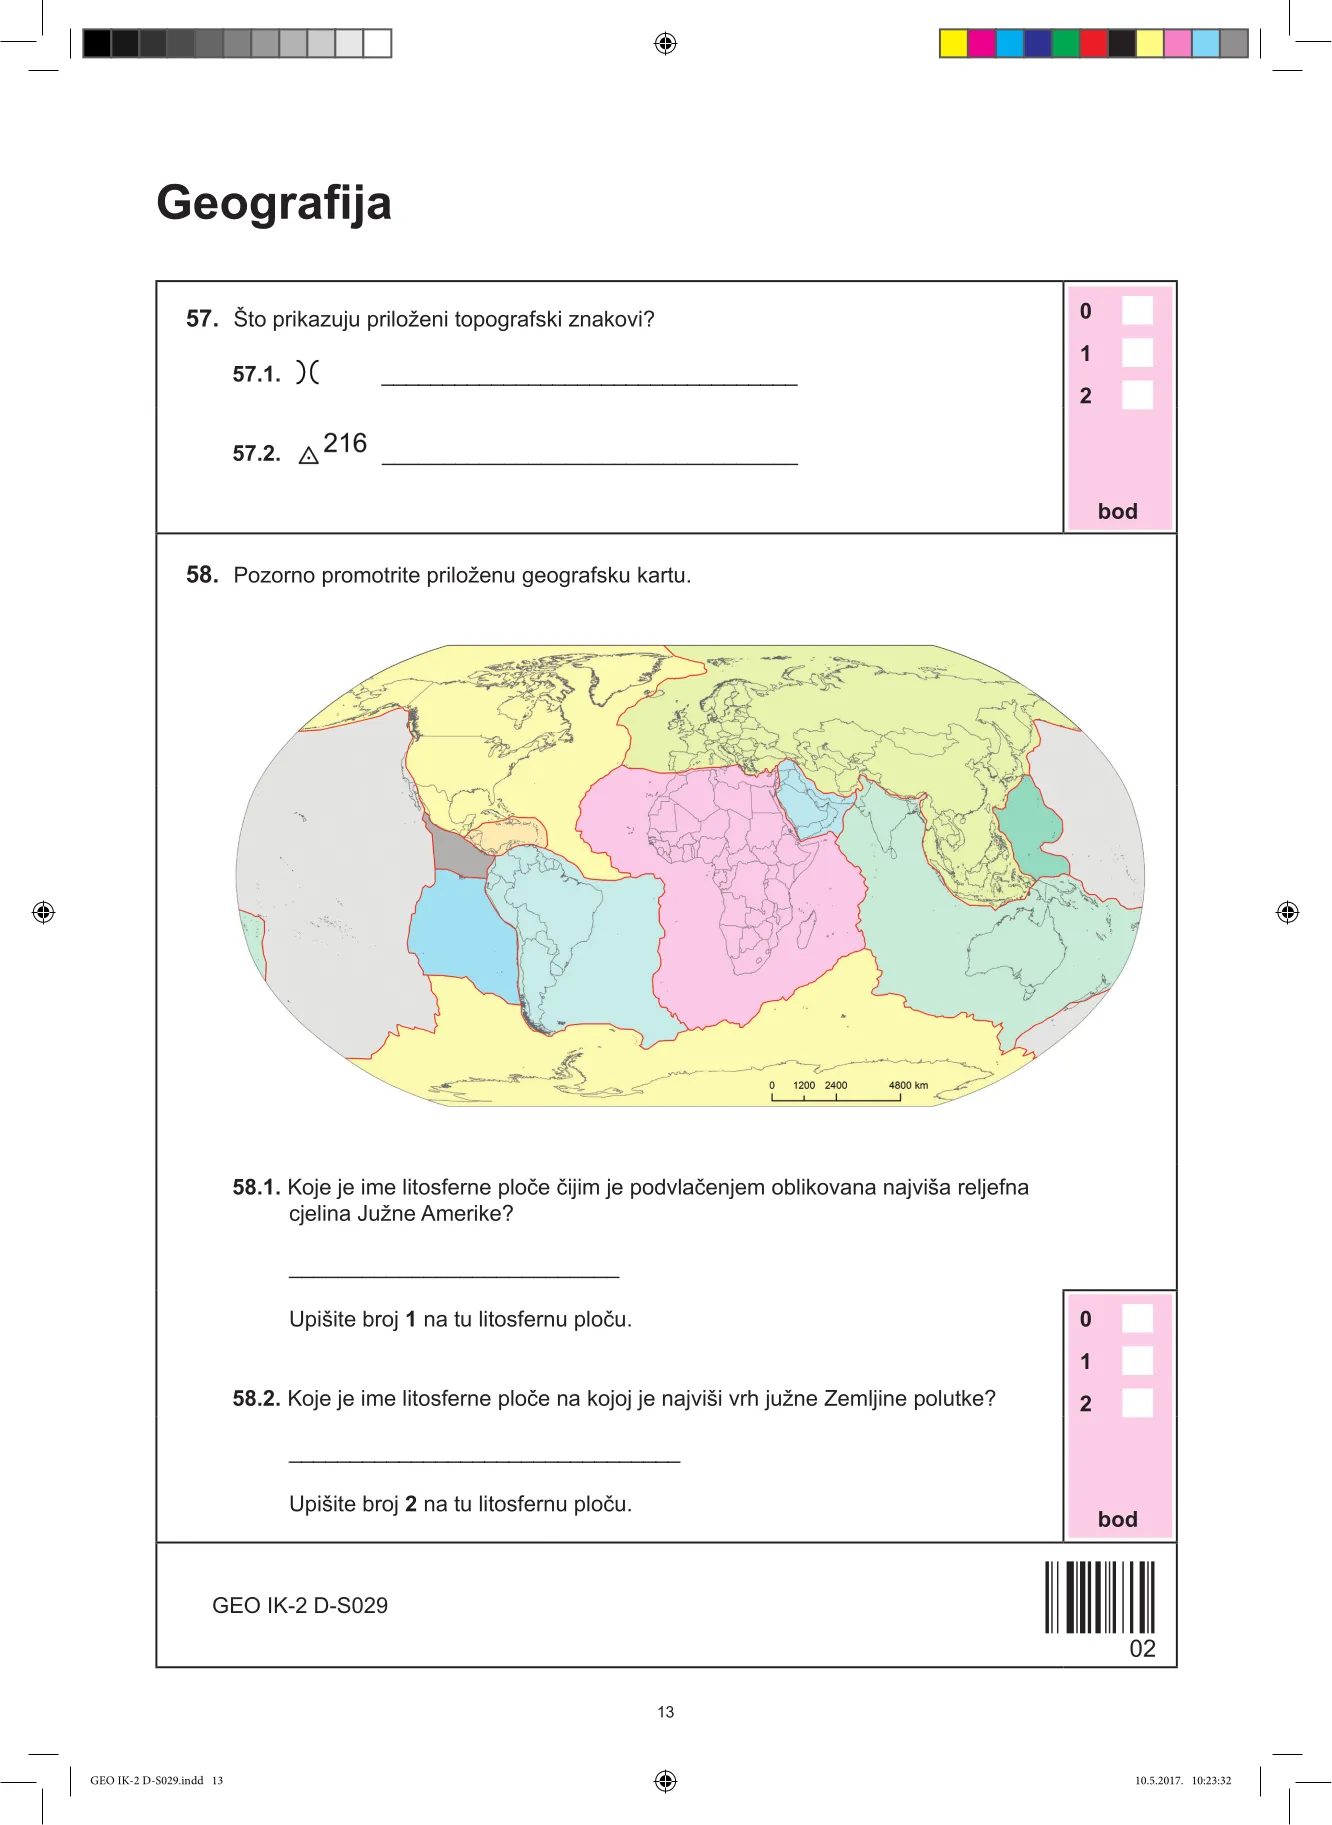 Geografija
57. Što prikazuju priloženi topografski znakovi?
57.1. )( __________________________________
57.2. 216 __________________________________
0
1
2
bod
58. Pozorno promotrite priloženu geografsku kartu.
0 1200 2400 4800 km
58.1. Koje je ime litosferne ploče čijim je podvlačenjem oblikovana najviša reljefna
cjelina Južne Amerike?
___________________________
Upišite broj 1 na tu litosfernu ploču.
58.2. Koje je ime litosferne ploče na kojoj je najviši vrh južne Zemljine polutke?
________________________________
Upišite broj 2 na tu litosfernu ploču.
0
1
2
bod
GEO IK-2 D-S029
02
13
GEO IK-2 D-S029.indd 13
10.5.2017. 10:23:32